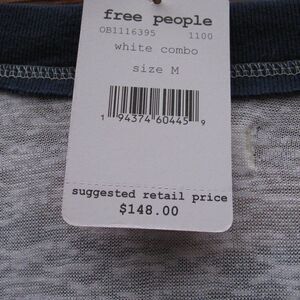 free people
OB1116395 1100
white combo
size M
1 94374 60445 9
suggested retail price
$148.00